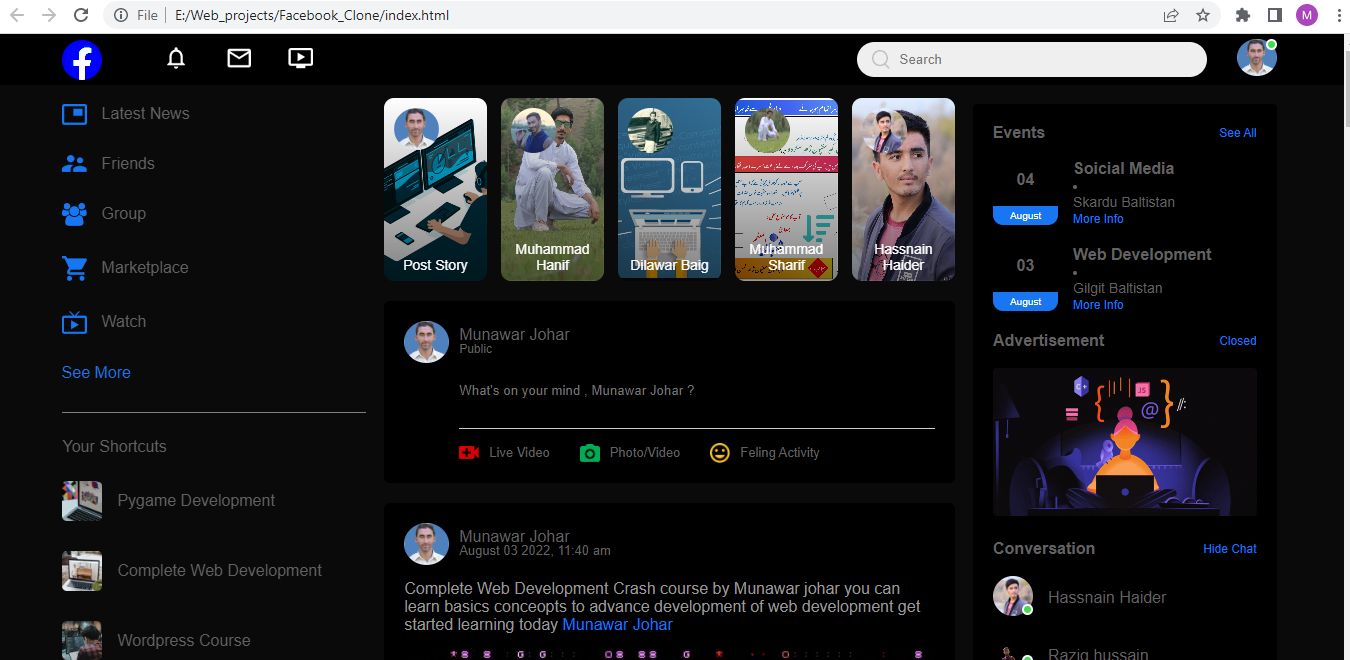 File
E:/Web_projects/Facebook_Clone/index.html
M
f
Search
Latest News
Friends
Group
Marketplace
Watch
See More
Your Shortcuts
Pygame Development
Complete Web Development
Wordpress Course
Post Story
Muhammad
Hanif
Dilawar Baig
Muhammad
Sharif
Hassnain
Haider
Munawar Johar
Public
What's on your mind , Munawar Johar ?
Live Video
Photo/Video
Feling Activity
Munawar Johar
August 03 2022, 11:40 am
Complete Web Development Crash course by Munawar johar you can
learn basics conceopts to advance development of web development get
started learning today Munawar Johar
Events
See All
04
August
Soicial Media
Skardu Baltistan
More Info
03
August
Web Development
Gilgit Baltistan
More Info
Advertisement
Closed
JS
Conversation
Hide Chat
Hassnain Haider
Raziq hussain